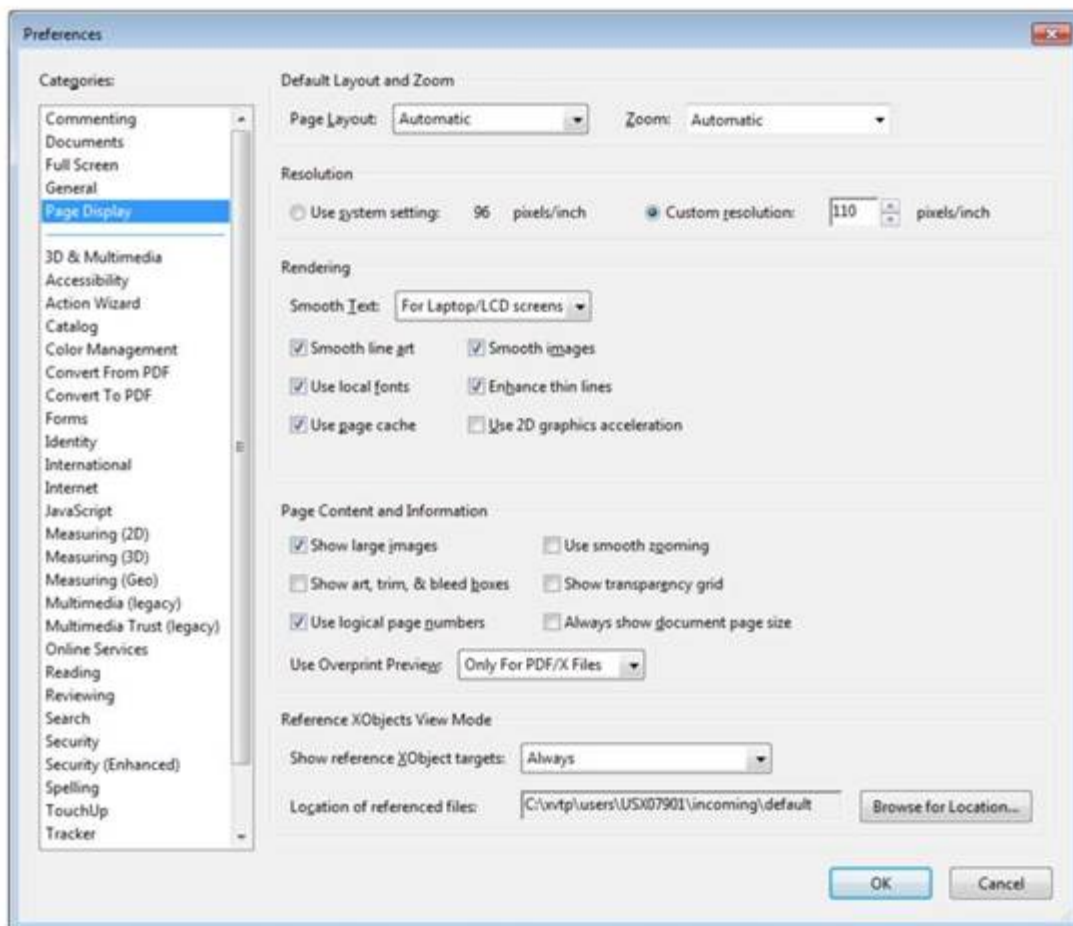 Preferences
Categories:
Commenting
Documents
Full Screen
General
Page Display
3D & Multimedia
Accessibility
Action Wizard
Catalog
Color Management
Convert From PDF
Convert To PDF
Forms
Identity
International
Internet
JavaScript
Measuring (2D)
Measuring (3D)
Measuring (Geo)
Multimedia (legacy)
Multimedia Trust (legacy)
Online Services
Reading
Reviewing
Search
Security
Security (Enhanced)
Spelling
TouchUp
Tracker
Default Layout and Zoom
Page Layout: Automatic Zoom: Automatic
Resolution
Use system setting: 96 pixels/inch Custom resolution: 110 pixels/inch
Rendering
Smooth Text: For Laptop/LCD screens
Smooth line art Smooth images
Use local fonts Enhance thin lines
Use page cache Use 2D graphics acceleration
Page Content and Information
Show large images Use smooth zooming
Show art, trim, & bleed boxes Show transparency grid
Use logical page numbers Always show document page size
Use Overprint Preview: Only For PDF/X Files
Reference XObjects View Mode
Show reference XObject targets: Always
Location of referenced files: C:\xvtp\users\USX07901\incoming\default Browse for Location...
OK Cancel